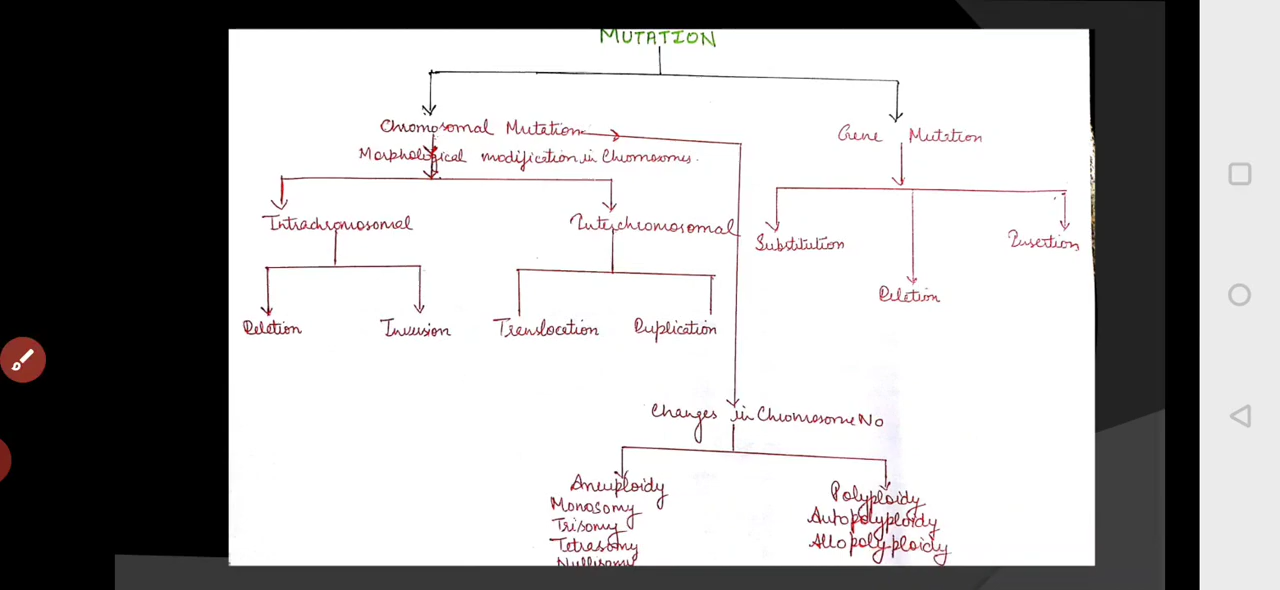 MUTATION
Chromosomal Mutation
Gene Mutation
Morphological modification in Chromosomes.
Intrachromosomal
Interchromosomal
Substitution
Insertion
Deletion
Deletion
Inversion
Translocation
Duplication
Changes in Chromosome No
Aneuploidy
Polyploidy
Monosomy
Autopolyploidy
Trisomy
Allopolyploidy
Tetrasomy
Nullisomy